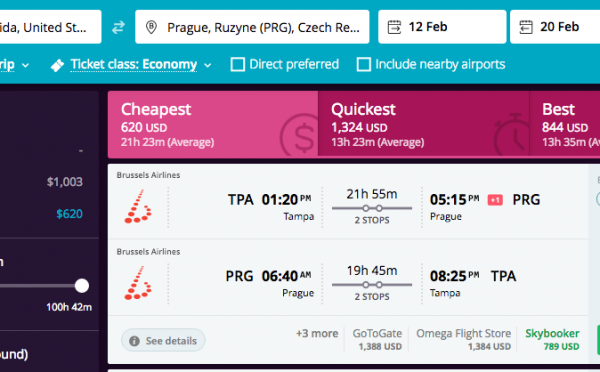 ida, United St...
Prague, Ruzyne (PRG), Czech Re...
12 Feb
20 Feb
rip
Ticket class: Economy
Direct preferred
Include nearby airports
-
$1,003
$620
100h 42m
ound)
Cheapest
620 USD
21h 23m (Average)
Quickest
1,324 USD
13h 23m (Average)
Best
844 USD
13h 35m (A
Brussels Airlines
TPA 01:20 PM
Tampa
21h 55m
2 STOPS
05:15 PM +1 PRG
Prague
Brussels Airlines
PRG 06:40 AM
Prague
19h 45m
2 STOPS
08:25 PM TPA
Tampa
See details
+3 more
GoToGate
1,388 USD
Omega Flight Store
1,384 USD
Skybooker
789 USD